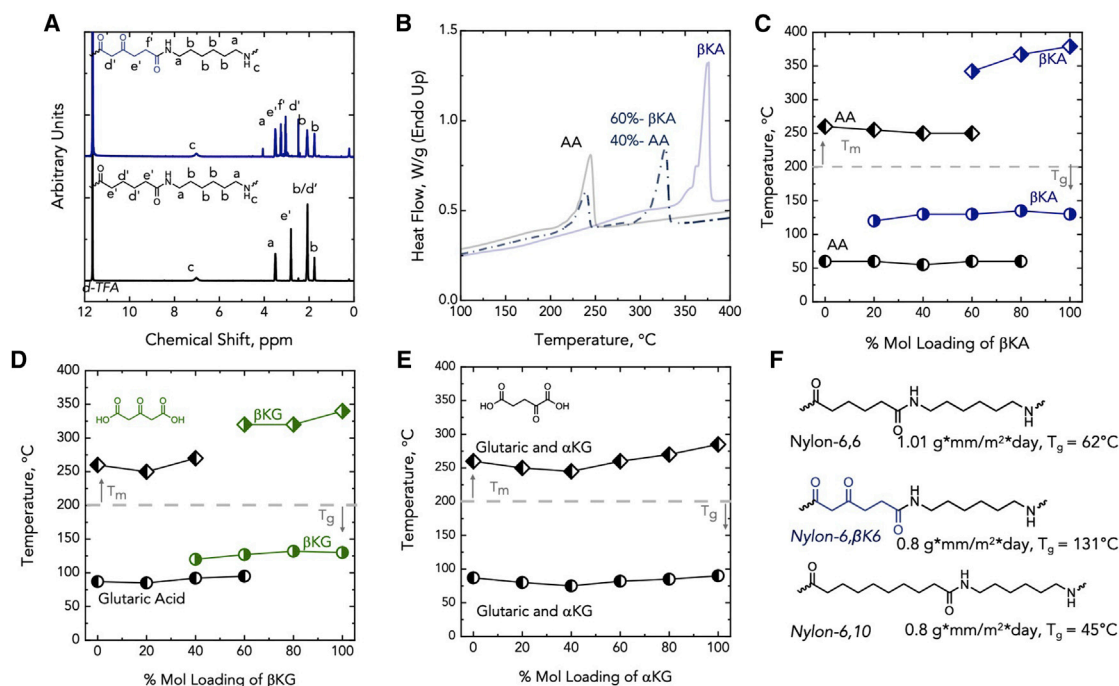 A
Arbitrary Units
O O f' H b b a
d' e' O a b b N H c
a e' f' d' b b
c
O d' e' H b b a
e' d' O N a b b N H c
b/d'
e'
a b
c
d-TFA
12 10 8 6 4 2 0
Chemical Shift, ppm
B
Heat Flow, W/g (Endo Up)
1.5
1.0
0.5
0.0
βKA
60%- βKA
40%- AA
AA
100 150 200 250 300 350 400
Temperature, °C
C
Temperature, °C
400
350
300
250
200
150
100
50
0
βKA
AA
Tm
Tg
βKA
AA
0 20 40 60 80 100
% Mol Loading of βKA
D
Temperature, °C
400
350
300
250
200
150
100
50
0
O O O
HO OH
βKG
Tm
Tg
βKG
Glutaric Acid
0 20 40 60 80 100
% Mol Loading of βKG
E
Temperature, °C
400
350
300
250
200
150
100
50
0
O O
HO OH
O
Glutaric and αKG
Tm
Tg
Glutaric and αKG
0 20 40 60 80 100
% Mol Loading of αKG
F
O H
N
O N
H
Nylon-6,6 1.01 g*mm/m²*day, Tg = 62°C
O O H
N
O N
H
Nylon-6,βK6 0.8 g*mm/m²*day, Tg = 131°C
O H
N
O N
H
Nylon-6,10 0.8 g*mm/m²*day, Tg = 45°C